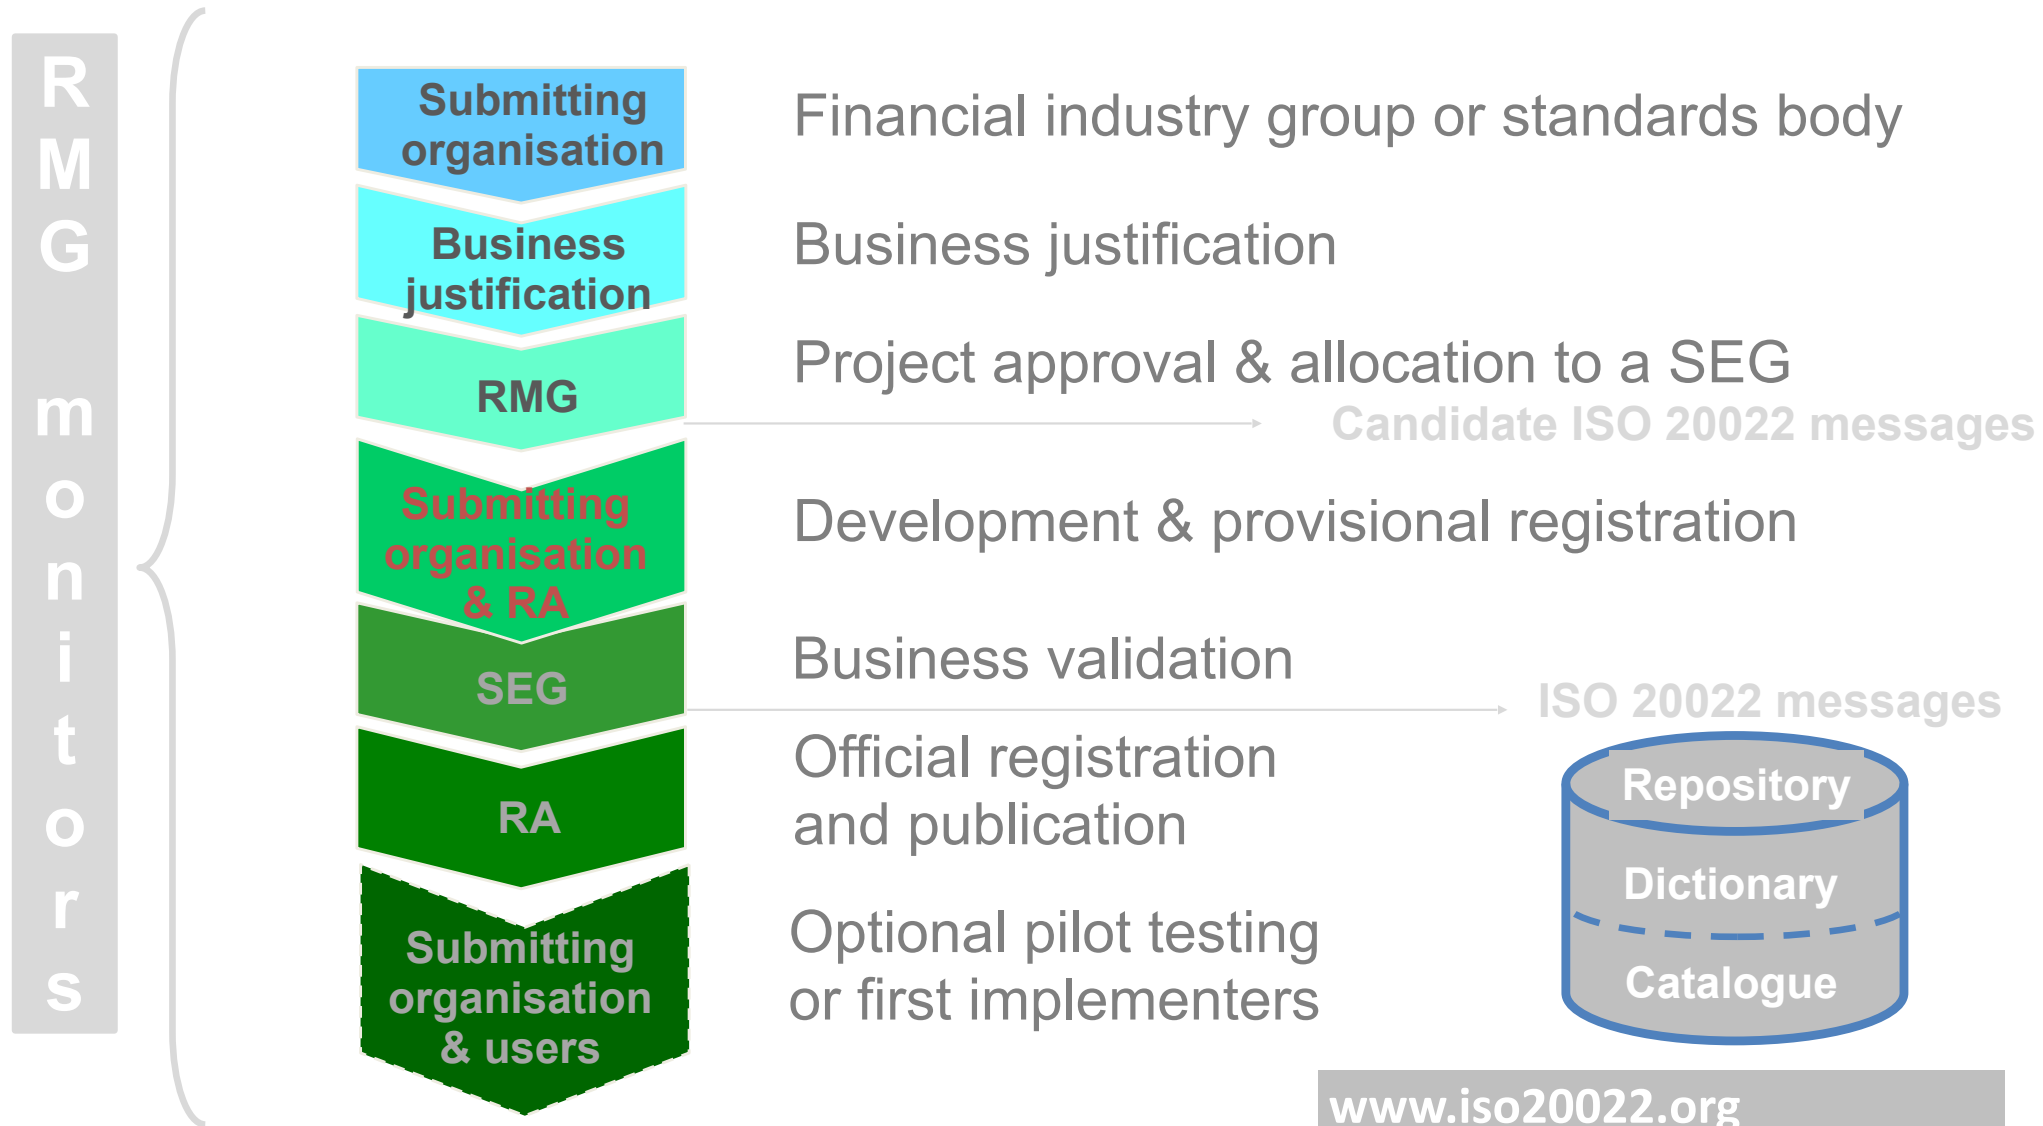 RMG monitors
Submitting
organisation
Financial industry group or standards body
Business
justification
Business justification
RMG
Project approval & allocation to a SEG
Candidate ISO 20022 messages
Submitting
organisation
& RA
Development & provisional registration
SEG
Business validation
ISO 20022 messages
RA
Official registration
and publication
Repository
Dictionary
Catalogue
Submitting
organisation
& users
Optional pilot testing
or first implementers
www.iso20022.org